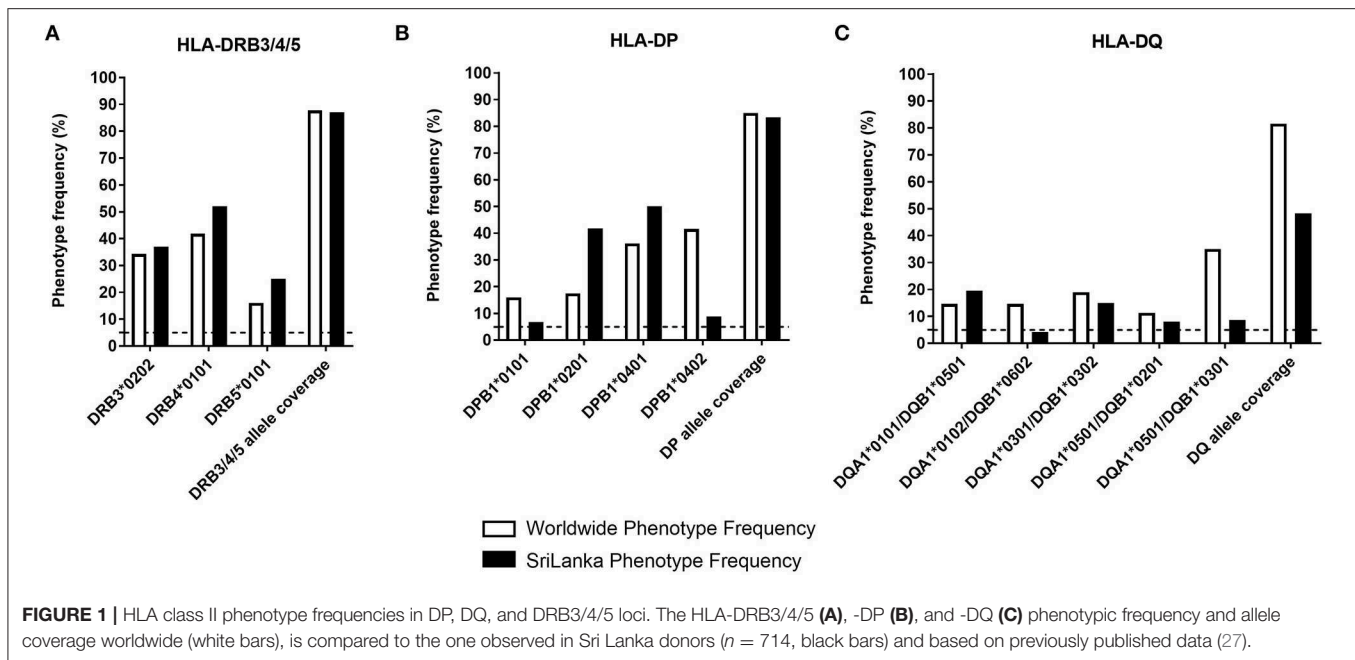 A
HLA-DRB3/4/5
Phenotype frequency (%)
100
90
80
70
60
50
40
30
20
10
0
DRB3*0202
DRB4*0101
DRB5*0101
DRB3/4/5 allele coverage
B
HLA-DP
Phenotype frequency (%)
100
90
80
70
60
50
40
30
20
10
0
DPB1*0101
DPB1*0201
DPB1*0401
DPB1*0402
DP allele coverage
C
HLA-DQ
Phenotype frequency (%)
100
90
80
70
60
50
40
30
20
10
0
DQA1*0101/DQB1*0501
DQA1*0102/DQB1*0602
DQA1*0301/DQB1*0302
DQA1*0501/DQB1*0201
DQA1*0501/DQB1*0301
DQ allele coverage
Worldwide Phenotype Frequency
SriLanka Phenotype Frequency
FIGURE 1 | HLA class II phenotype frequencies in DP, DQ, and DRB3/4/5 loci. The HLA-DRB3/4/5 (A), -DP (B), and -DQ (C) phenotypic frequency and allele
coverage worldwide (white bars), is compared to the one observed in Sri Lanka donors (n = 714, black bars) and based on previously published data (27).